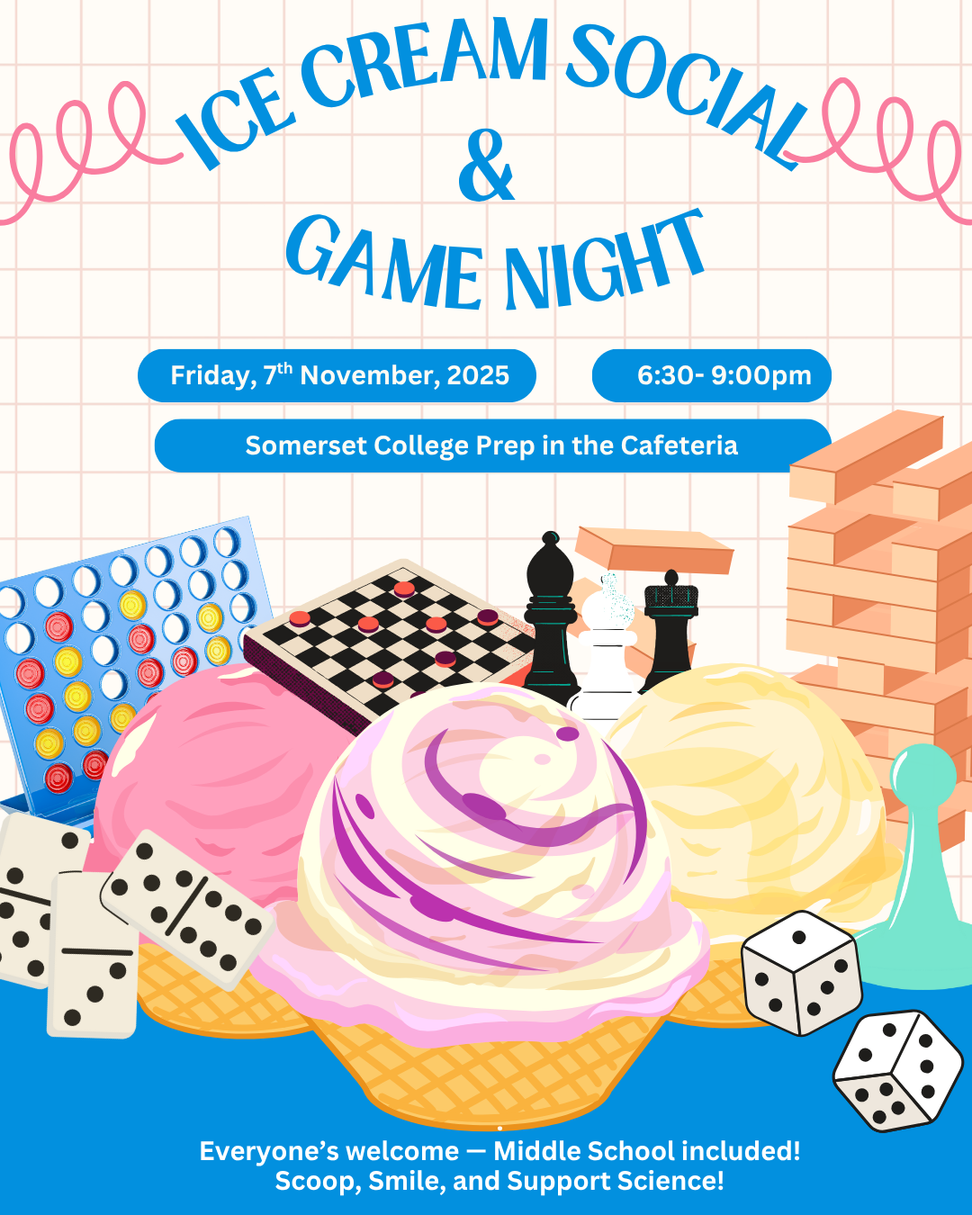 ICE CREAM SOCIAL
&
GAME NIGHT
Friday, 7th November, 2025
6:30- 9:00pm
Somerset College Prep in the Cafeteria
Everyone’s welcome — Middle School included!
Scoop, Smile, and Support Science!